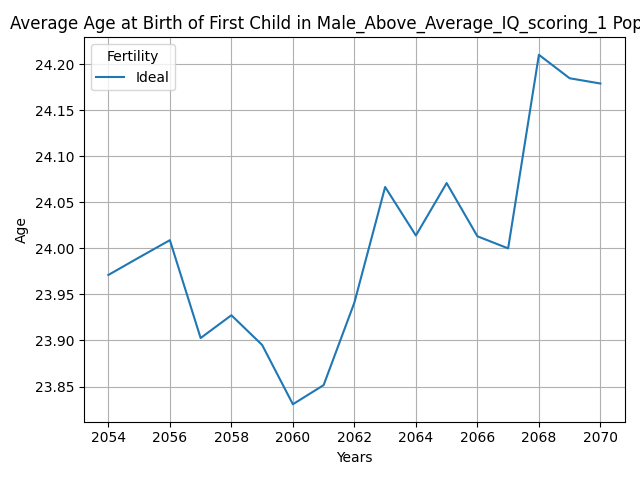 Average Age at Birth of First Child in Male_Above_Average_IQ_scoring_1 Pop
Fertility
Ideal
24.20
24.15
24.10
24.05
24.00
23.95
23.90
23.85
Age
2054 2056 2058 2060 2062 2064 2066 2068 2070
Years